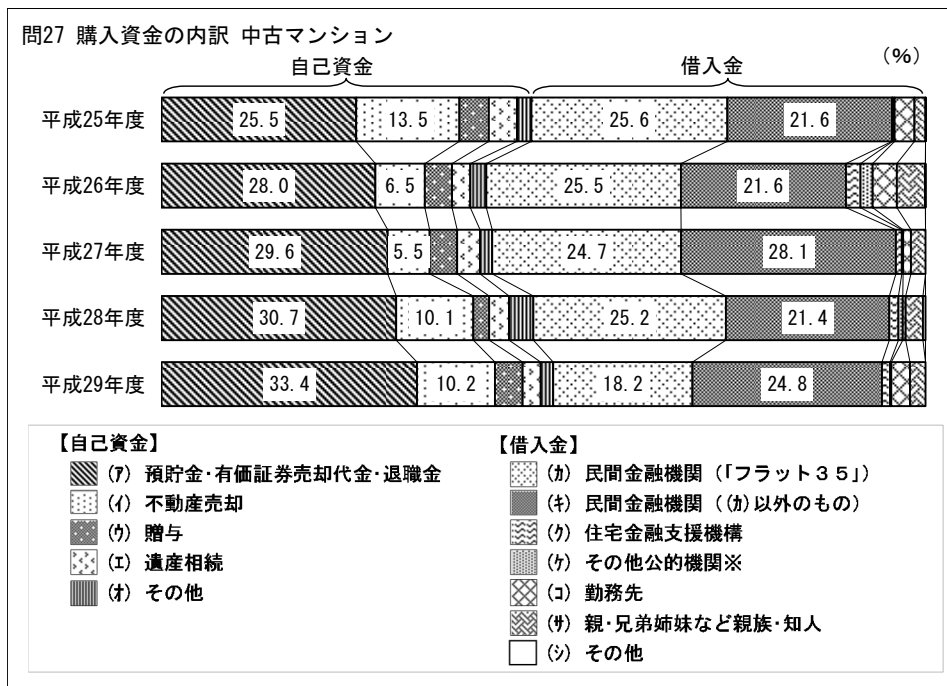 問27 購入資金の内訳 中古マンション
(%)
自己資金 借入金
平成25年度 25.5 13.5 25.6 21.6
平成26年度 28.0 6.5 25.5 21.6
平成27年度 29.6 5.5 24.7 28.1
平成28年度 30.7 10.1 25.2 21.4
平成29年度 33.4 10.2 18.2 24.8
【自己資金】
(ｱ) 預貯金･有価証券売却代金･退職金
(ｲ) 不動産売却
(ｳ) 贈与
(ｴ) 遺産相続
(ｵ) その他
【借入金】
(ｶ) 民間金融機関（｢フラット３５｣）
(ｷ) 民間金融機関（(ｶ)以外のもの）
(ｸ) 住宅金融支援機構
(ｹ) その他公的機関※
(ｺ) 勤務先
(ｻ) 親･兄弟姉妹など親族･知人
(ｼ) その他